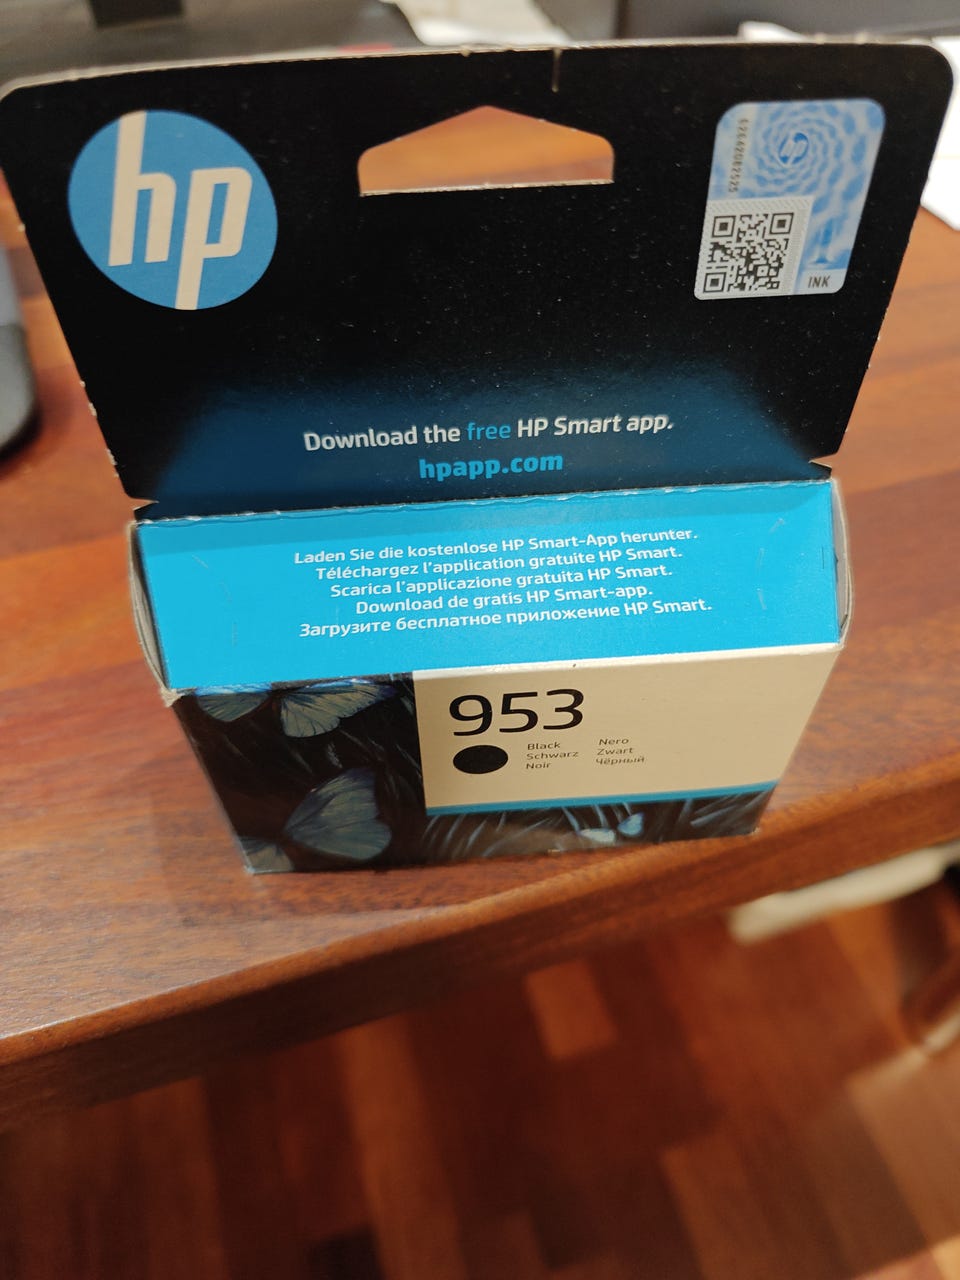 hp
hp
INK
Download the free HP Smart app.
hpapp.com
Laden Sie die kostenlose HP Smart-App herunter.
Téléchargez l'application gratuite HP Smart.
Scarica l'applicazione gratuita HP Smart.
Download de gratis HP Smart-app.
Загрузите бесплатное приложение HP Smart.
953
Black
Schwarz
Noir
Nero
Zwart
Чёрный